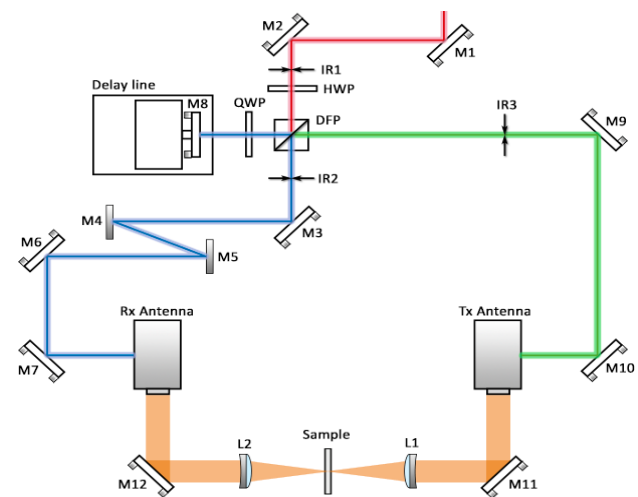 M2
M1
IR1
HWP
Delay line
M8
QWP
DFP
IR3
M9
IR2
M4
M3
M6
M5
Rx Antenna
Tx Antenna
M7
M10
L2
Sample
L1
M12
M11